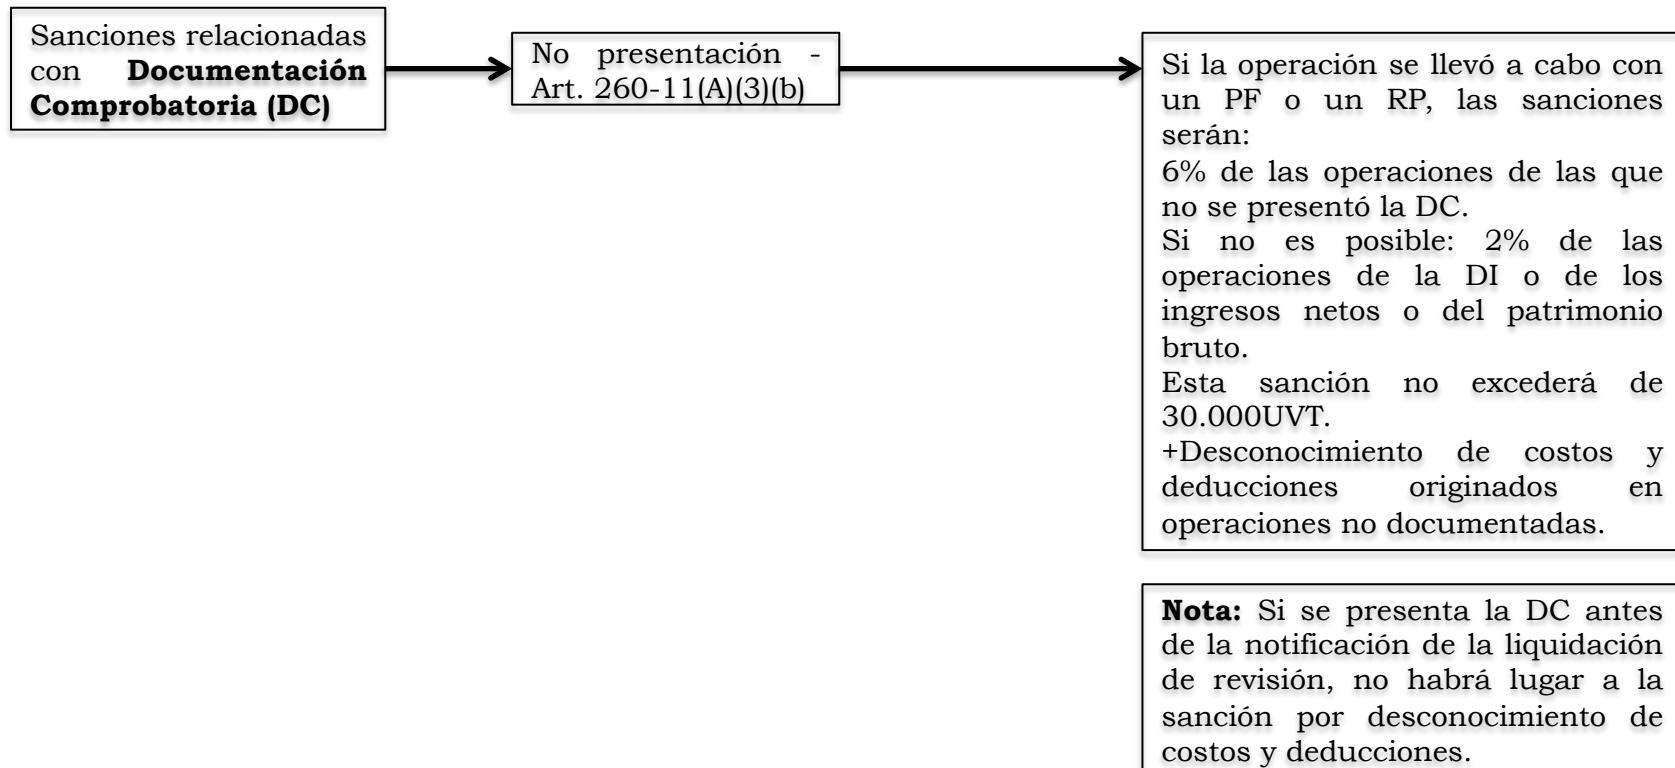 Sanciones relacionadas
con Documentación
Comprobatoria (DC)
No presentación -
Art. 260-11(A)(3)(b)
Si la operación se llevó a cabo con
un PF o un RP, las sanciones
serán:
6% de las operaciones de las que
no se presentó la DC.
Si no es posible: 2% de las
operaciones de la DI o de los
ingresos netos o del patrimonio
bruto.
Esta sanción no excederá de
30.000UVT.
+Desconocimiento de costos y
deducciones originados en
operaciones no documentadas.
Nota: Si se presenta la DC antes
de la notificación de la liquidación
de revisión, no habrá lugar a la
sanción por desconocimiento de
costos y deducciones.